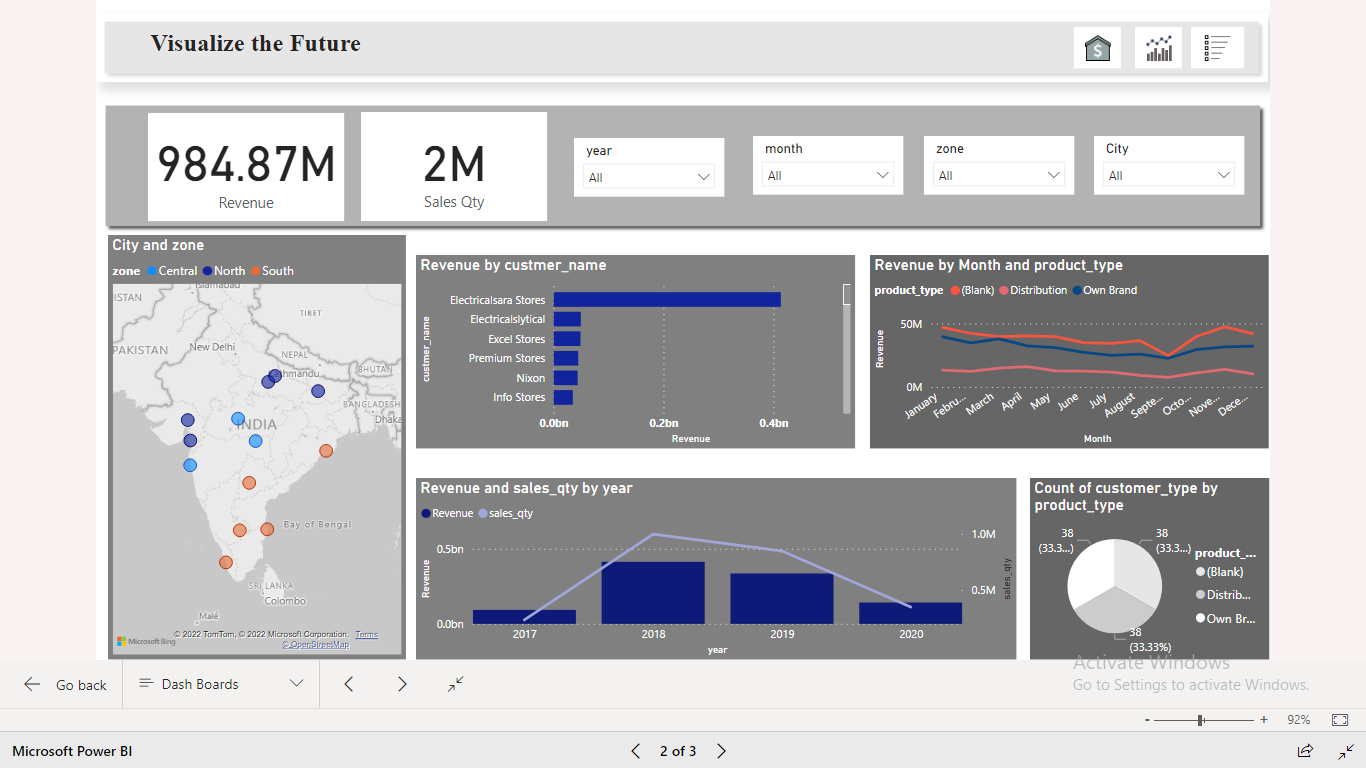 Visualize the Future
984.87M
Revenue
2M
Sales Qty
year
All
month
All
zone
All
City
All
City and zone
zone Central North South
Islamabad
ISTAN
TIBET
PAKISTAN
New Delhi
NEPAL
Kathmandu
BHUTAN
BANGLADESH
Dhaka
INDIA
Bay of Bengal
SRI LANKA
Colombo
Malé
Microsoft Bing
© 2022 TomTom, © 2022 Microsoft Corporation, Terms
© OpenStreetMap
Revenue by custmer_name
custmer_name
Electricalsara Stores
Electricalslytical
Excel Stores
Premium Stores
Nixon
Info Stores
0.0bn 0.2bn 0.4bn
Revenue
Revenue by Month and product_type
product_type (Blank) Distribution Own Brand
Revenue
50M
0M
January Febru... March April May June July August Septe... Octo... Nove... Dece...
Month
Revenue and sales_qty by year
Revenue sales_qty
Revenue
0.5bn
0.0bn
1.0M
0.5M
sales_qty
2017 2018 2019 2020
year
Count of customer_type by
product_type
38
(33.3...)
38
(33.3...)
38
(33.33%)
product_...
(Blank)
Distrib...
Own Br...
Activate Windows
Go to Settings to activate Windows.
Go back
Dash Boards
- + 92%
Microsoft Power BI
2 of 3